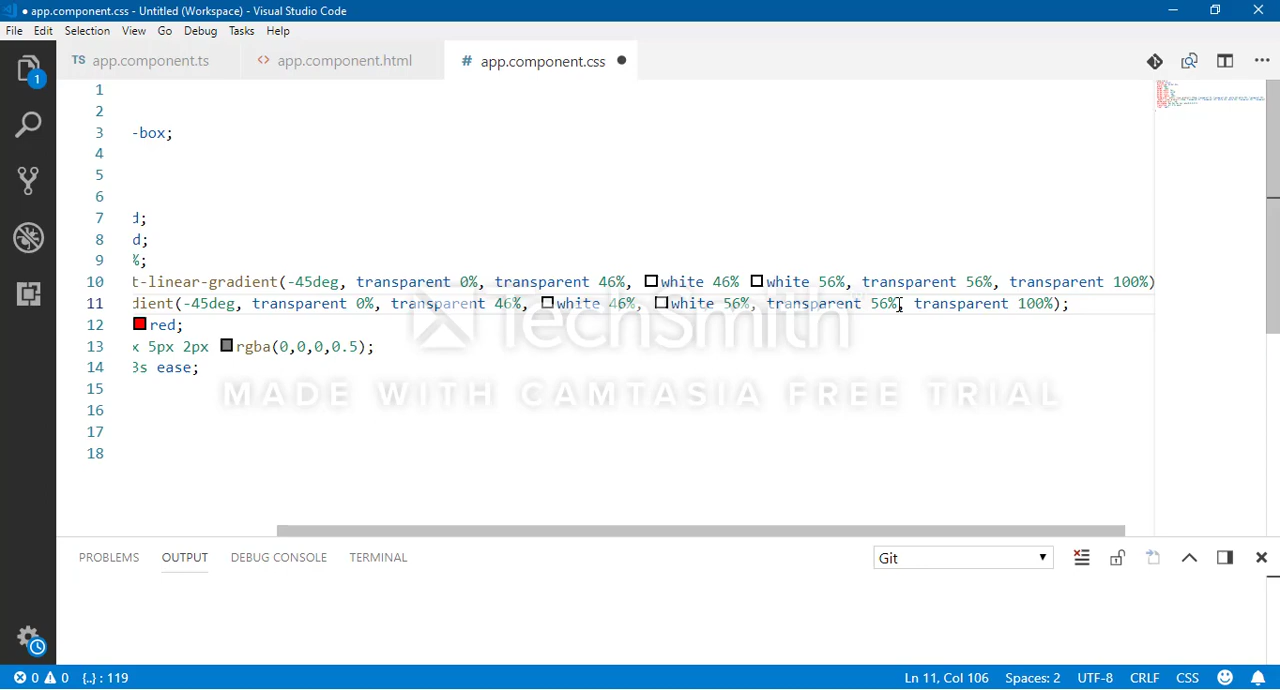 app.component.css - Untitled (Workspace) - Visual Studio Code
File Edit Selection View Go Debug Tasks Help
TS app.component.ts <> app.component.html # app.component.css
1
1
2
3 -box;
4
5
6
7 d;
8 d;
9 %;
10 t-linear-gradient(-45deg, transparent 0%, transparent 46%, white 46% white 56%, transparent 56%, transparent 100%)
11 dient(-45deg, transparent 0%, transparent 46%, white 46%, white 56%, transparent 56%, transparent 100%);
12 red;
13 x 5px 2px rgba(0,0,0,0.5);
14 3s ease;
15
16
17
18
TechSmith
MADE WITH CAMTASIA FREE TRIAL
PROBLEMS OUTPUT DEBUG CONSOLE TERMINAL Git
0 0 {..} : 119 Ln 11, Col 106 Spaces: 2 UTF-8 CRLF CSS